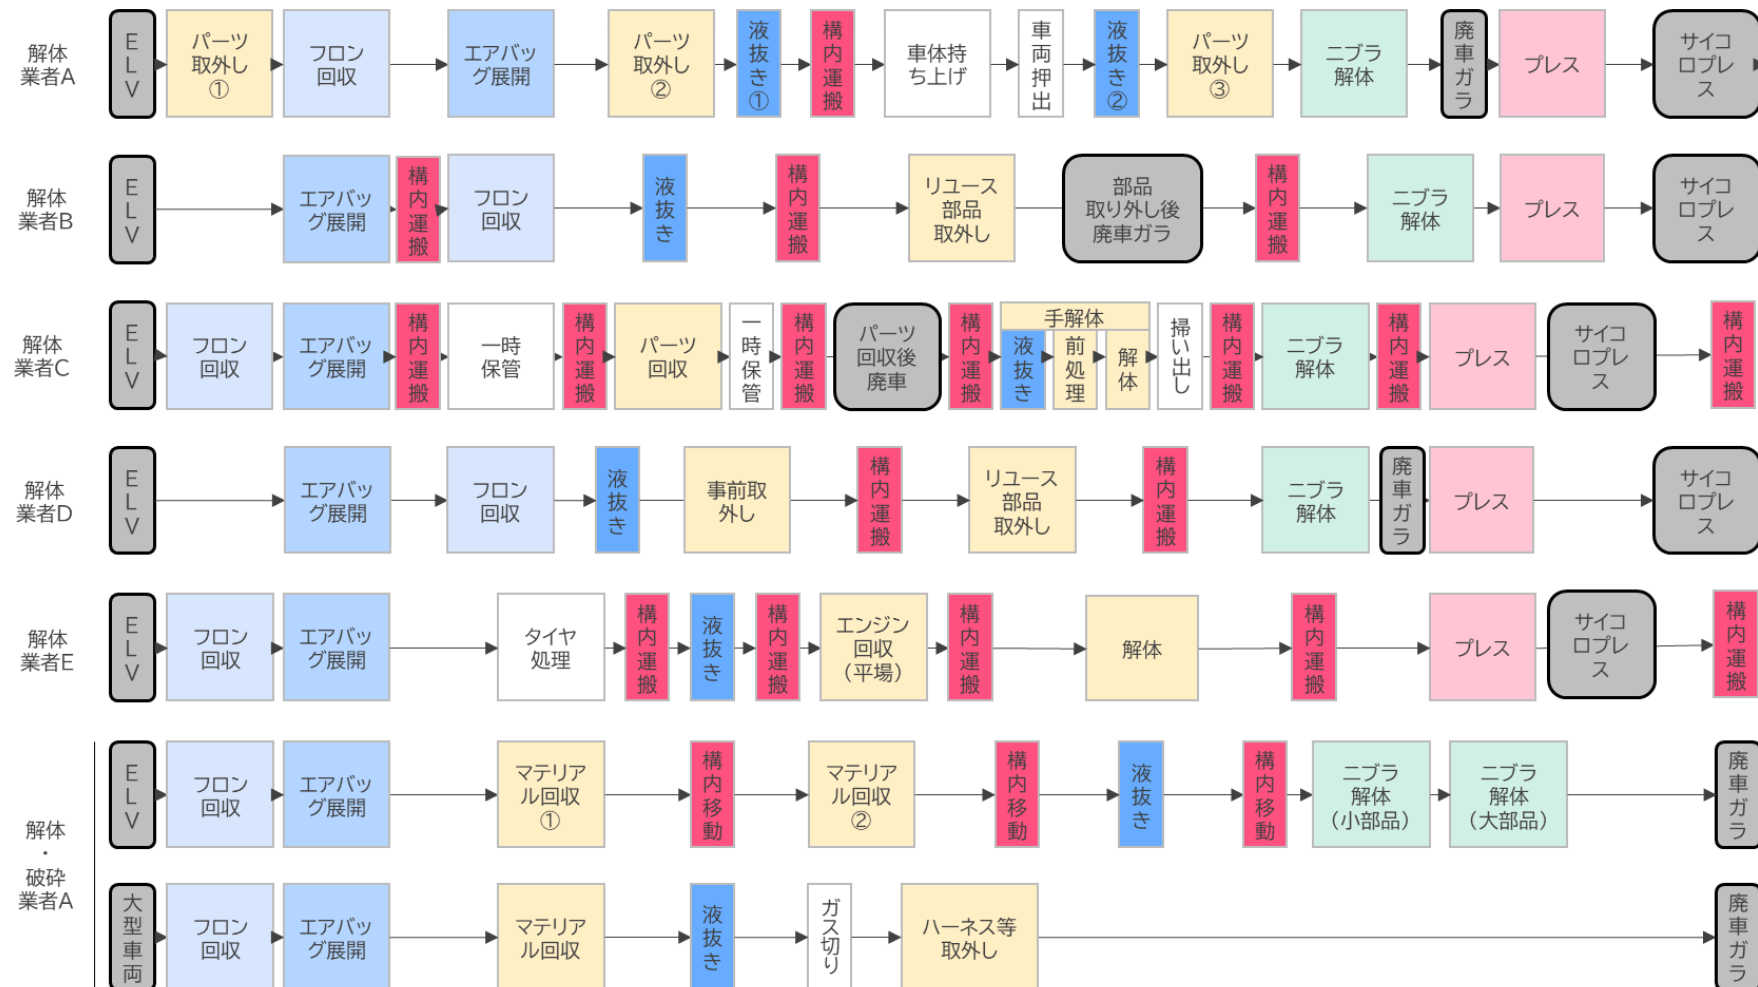 解体
業者A
E
L
V
パーツ
取外し
①
フロン
回収
エアバッ
グ展開
パーツ
取外し
②
液
抜
き
①
構
内
運
搬
車体持
ち上げ
車
両
押
出
液
抜
き
②
パーツ
取外し
③
ニブラ
解体
廃
車
ガ
ラ
プレス
サイコ
ロプレ
ス
解体
業者B
E
L
V
エアバッ
グ展開
構
内
運
搬
フロン
回収
液
抜
き
構
内
運
搬
リユース
部品
取外し
部品
取り外し後
廃車ガラ
構
内
運
搬
ニブラ
解体
プレス
サイコ
ロプレ
ス
解体
業者C
E
L
V
フロン
回収
エアバッ
グ展開
構
内
運
搬
一時
保管
構
内
運
搬
パーツ
回収
一
時
保
管
構
内
運
搬
パーツ
回収後
廃車
構
内
運
搬
手解体
液
抜
き
前
処
理
解
体
掃
い
出
し
構
内
運
搬
ニブラ
解体
構
内
運
搬
プレス
サイコ
ロプレ
ス
構
内
運
搬
解体
業者D
E
L
V
エアバッ
グ展開
フロン
回収
液
抜
き
事前取
外し
構
内
運
搬
リユース
部品
取外し
構
内
運
搬
ニブラ
解体
廃
車
ガ
ラ
プレス
サイコ
ロプレ
ス
解体
業者E
E
L
V
フロン
回収
エアバッ
グ展開
タイヤ
処理
構
内
運
搬
液
抜
き
構
内
運
搬
エンジン
回収
（平場）
構
内
運
搬
解体
構
内
運
搬
プレス
サイコ
ロプレ
ス
構
内
運
搬
解体
・
破砕
業者A
E
L
V
フロン
回収
エアバッ
グ展開
マテリア
ル回収
①
構
内
移
動
マテリア
ル回収
②
構
内
移
動
液
抜
き
構
内
移
動
ニブラ
解体
（小部品）
ニブラ
解体
（大部品）
廃
車
ガ
ラ
大
型
車
両
フロン
回収
エアバッ
グ展開
マテリア
ル回収
液
抜
き
ガ
ス
切
り
ハーネス等
取外し
廃
車
ガ
ラ